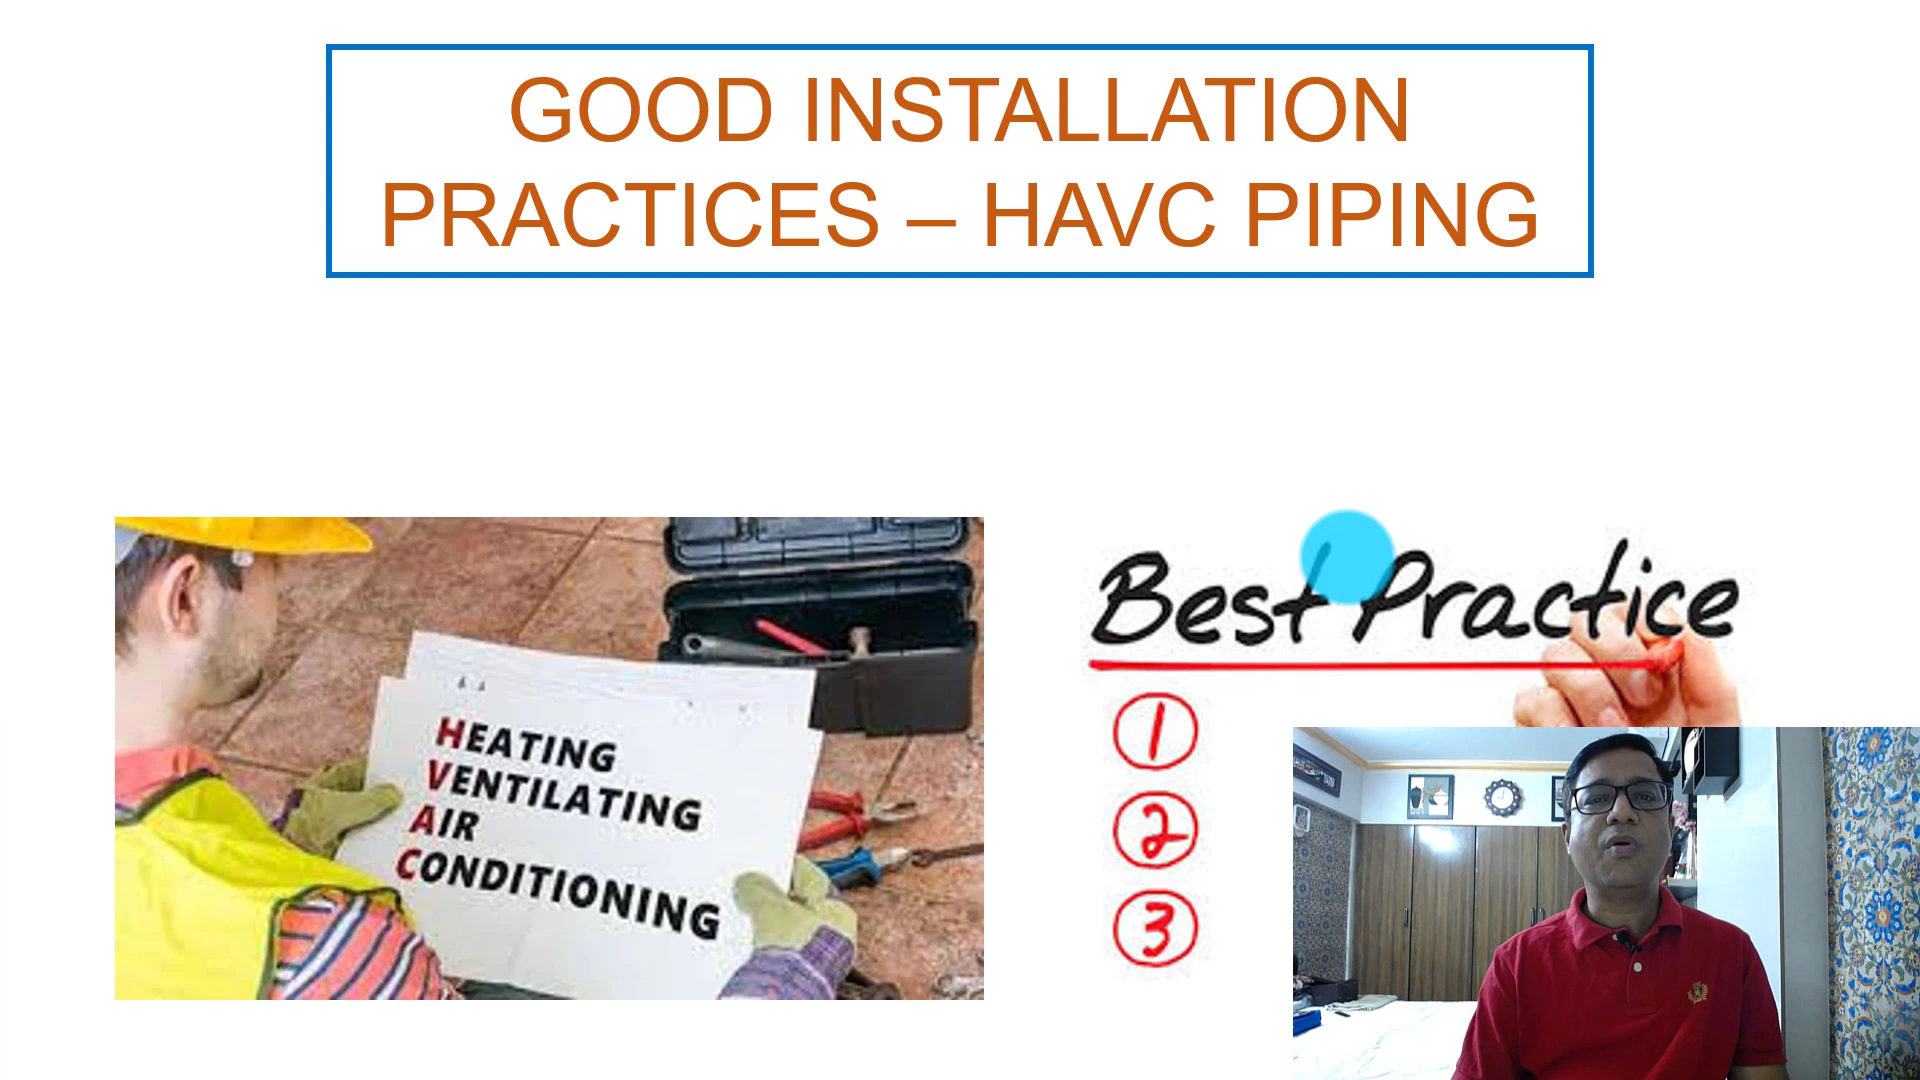 GOOD INSTALLATION
PRACTICES – HAVC PIPING
HEATING
VENTILATING
AIR
CONDITIONING
Best Practice
1
2
3